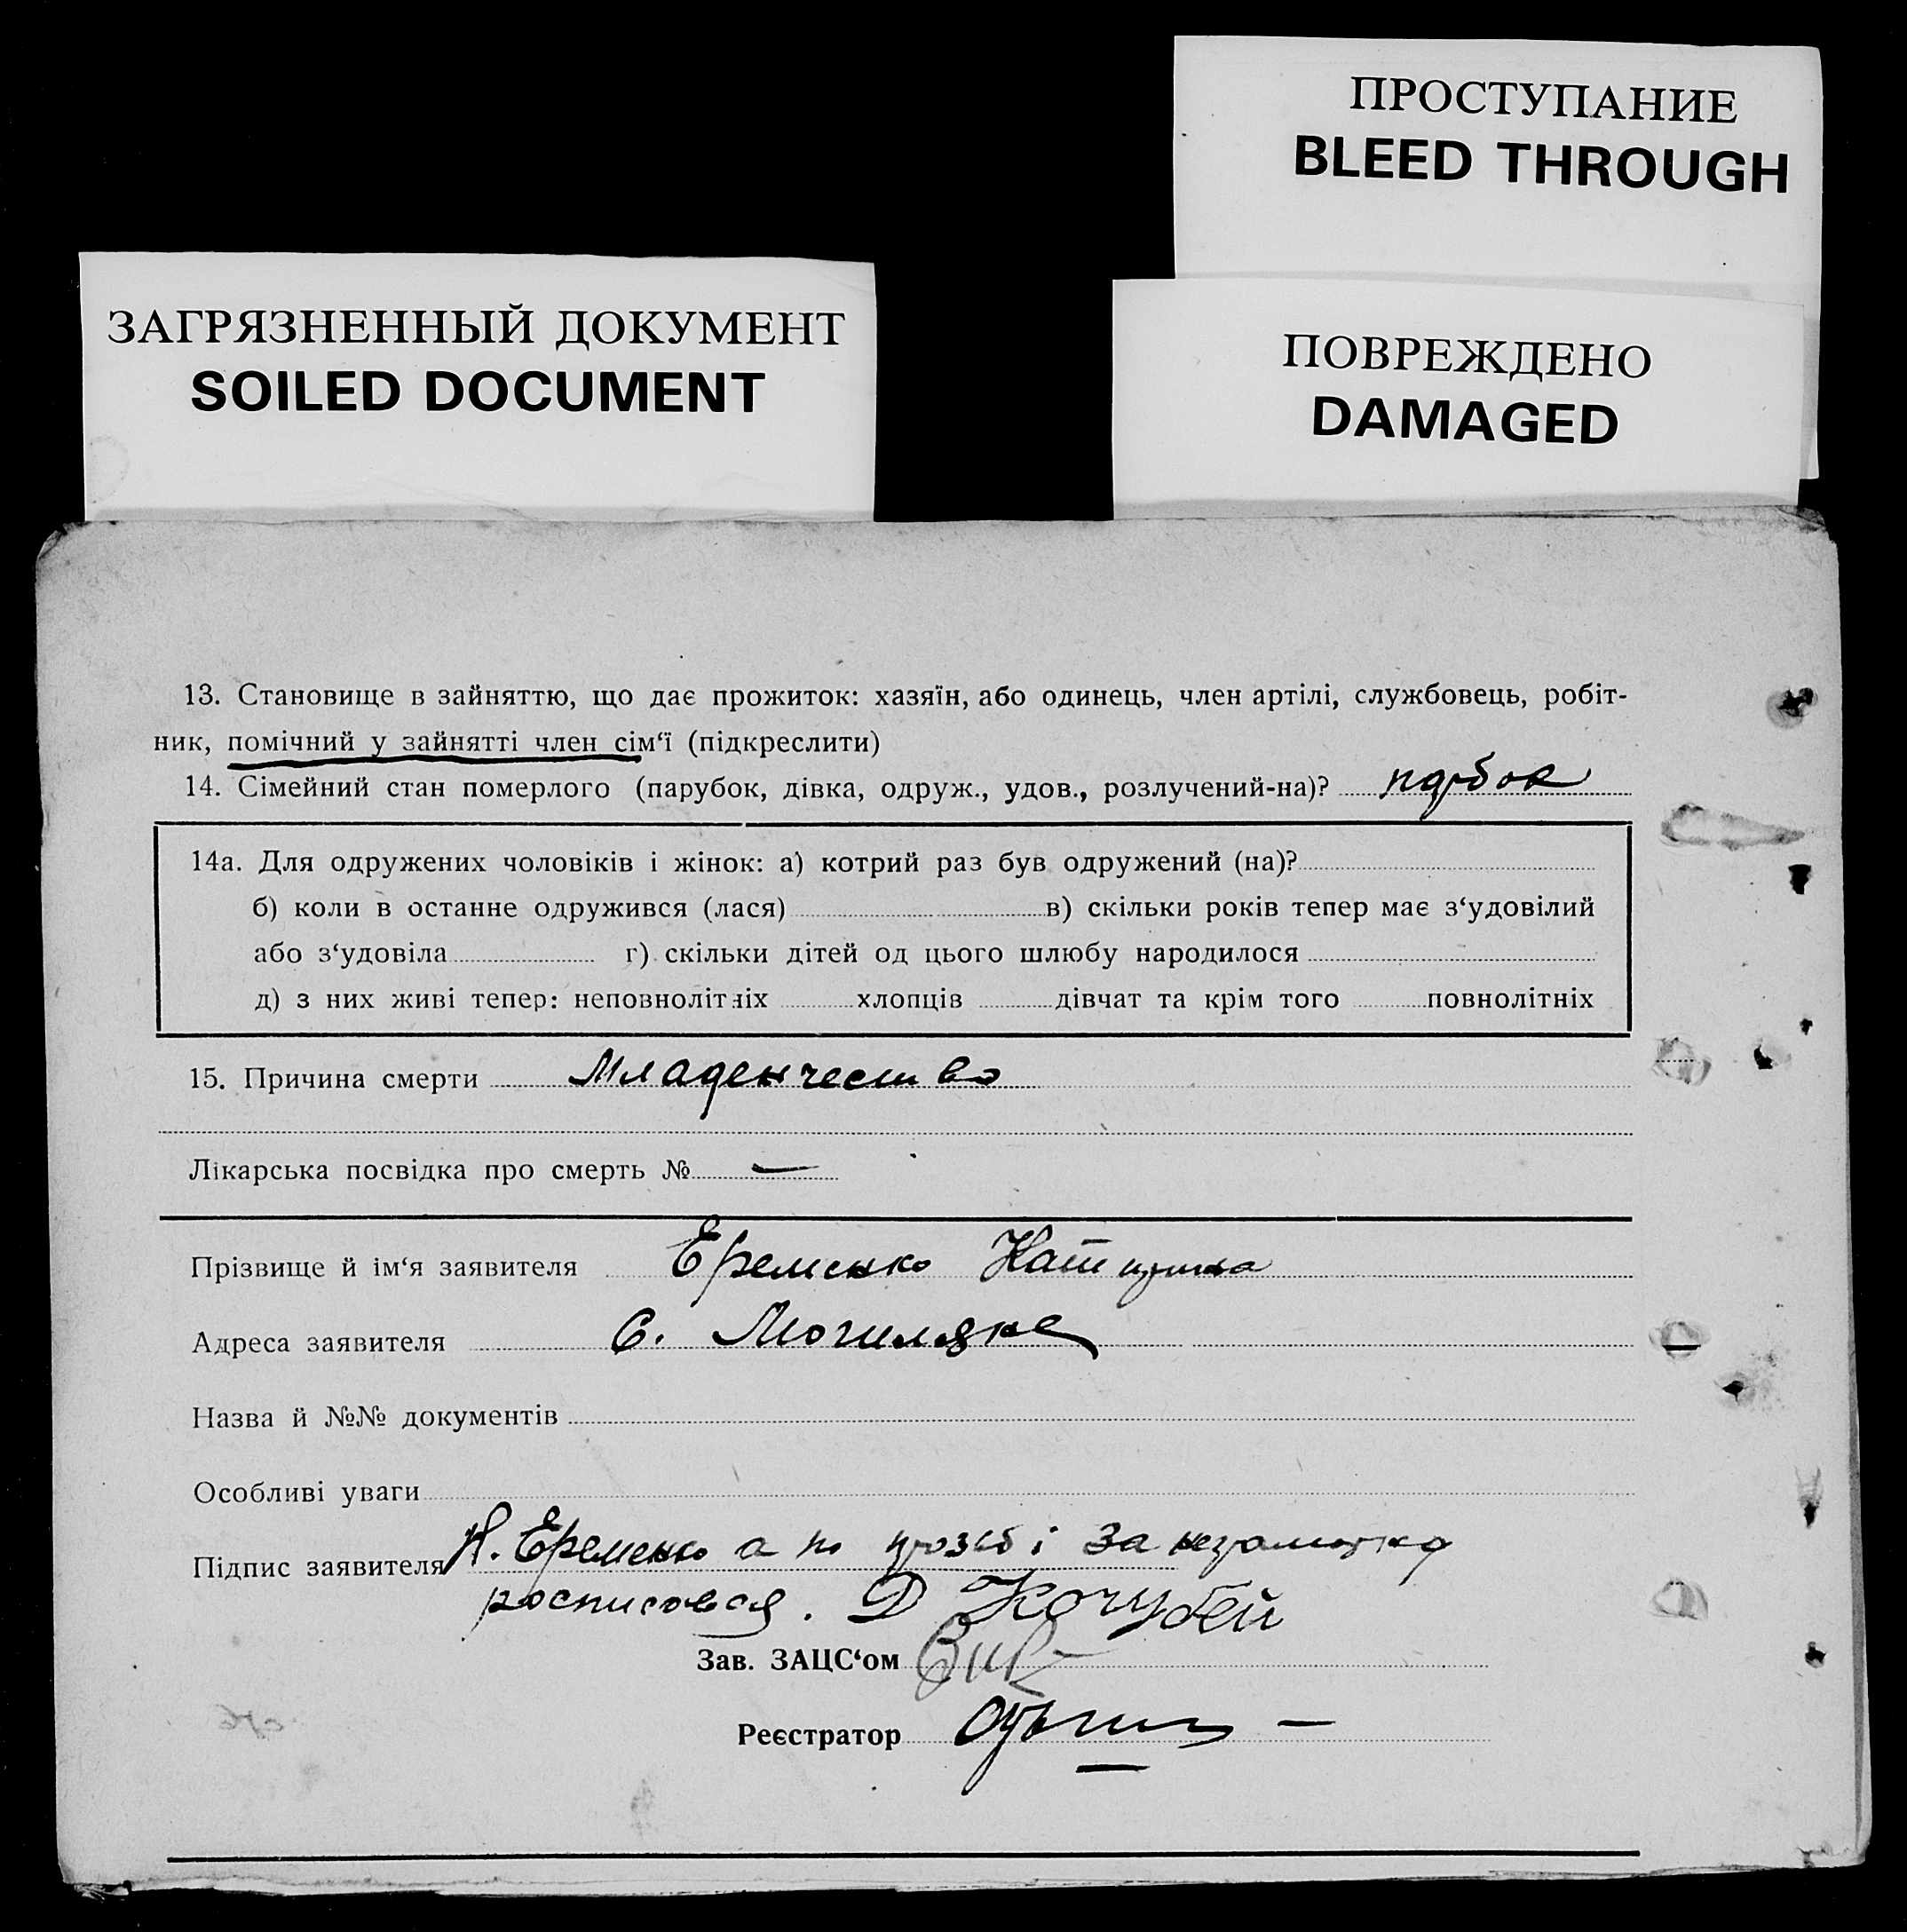 ПРОСТУПАНИЕ
BLEED THROUGH
ЗАГРЯЗНЕННЫЙ ДОКУМЕНТ
SOILED DOCUMENT
ПОВРЕЖДЕНО
DAMAGED
13. Становище в зайняттю, що дає прожиток: хазяїн, або одинець, член артілі, службовець, робіт-
ник, помічний у зайнятті член сім‘ї (підкреслити)
14. Сімейний стан померлого (парубок, дівка, одруж., удов., розлучений-на)?
14а. Для одружених чоловіків і жінок: а) котрий раз був одружений (на)?
б) коли в останне одружився (лася) в) скільки років тепер має з‘удовілий
або з‘удовіла г) скільки дітей од цього шлюбу народилося
д) з них живі тепер: неповнолітніх хлопців дівчат та крім того повнолітніх
15. Причина смерти Младенчество
Лікарська посвідка про смерть № —
Прізвище й ім‘я заявителя Еременко
Адреса заявителя с.
Назва й №№ документів
Особливі уваги
Підпис заявителя Еременко а по прозьбі за
росписовся. Д Кочубей
Зав. ЗАЦС‘ом
Реєстратор